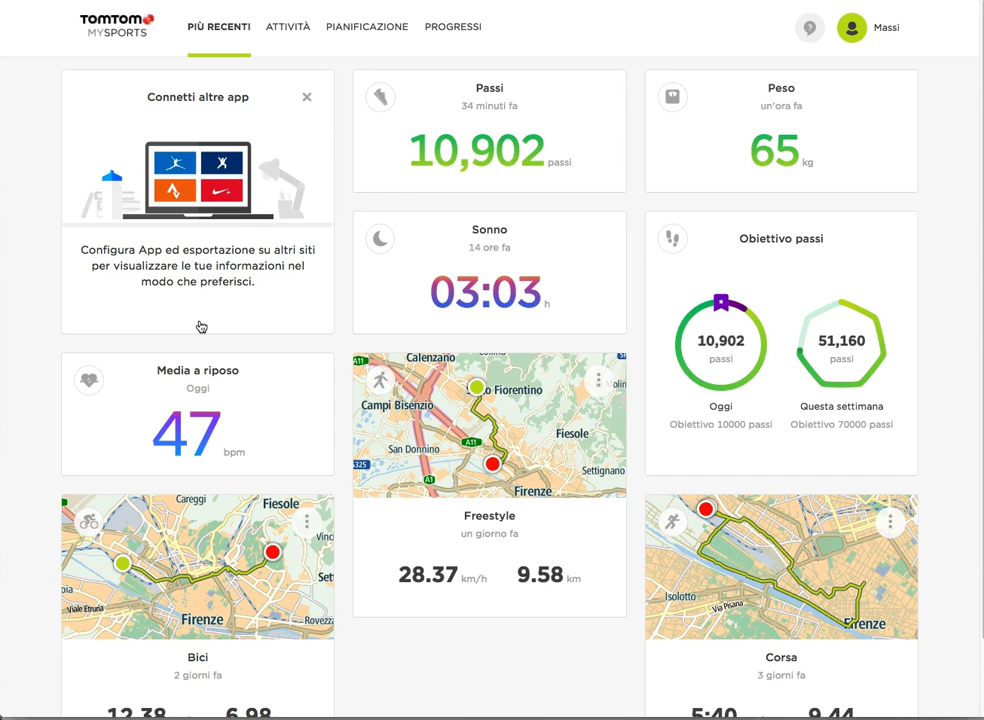 TOMTOM
MYSPORTS
PIÙ RECENTI
ATTIVITÀ
PIANIFICAZIONE
PROGRESSI
?
Massi
Connetti altre app
Configura App ed esportazione su altri siti
per visualizzare le tue informazioni nel
modo che preferisci.
Passi
34 minuti fa
10,902 passi
Peso
un'ora fa
65 kg
Sonno
14 ore fa
03:03 h
Obiettivo passi
10,902
passi
Oggi
Obiettivo 10000 passi
51,160
passi
Questa settimana
Obiettivo 70000 passi
Media a riposo
Oggi
47 bpm
A11
Calenzano
Fiorentino
Campi Bisenzio
Fiesole
A11
San Donnino
S325
A1
Settignano
Firenze
Freestyle
un giorno fa
28.37 km/h
9.58 km
Careggi
Fiesole
Viale Etruria
Firenze
Rovezza
Bici
2 giorni fa
12.38
6.98
Isolotto
Via Pisana
Firenze
Corsa
3 giorni fa
5:40
9.44